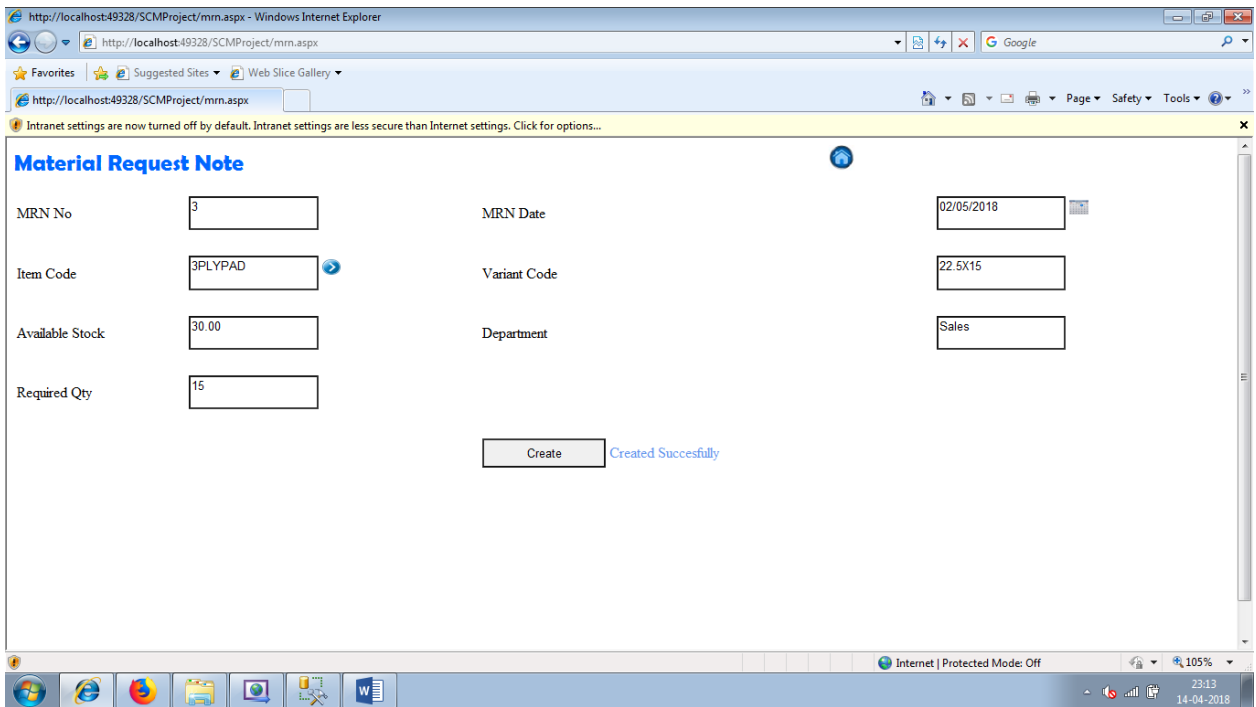 http://localhost:49328/SCMProject/mrn.aspx - Windows Internet Explorer
http://localhost:49328/SCMProject/mrn.aspx
Google
Favorites Suggested Sites Web Slice Gallery
http://localhost:49328/SCMProject/mrn.aspx
Page Safety Tools
Intranet settings are now turned off by default. Intranet settings are less secure than Internet settings. Click for options...
Material Request Note
MRN No 3 MRN Date 02/05/2018
Item Code 3PLYPAD Variant Code 22.5X15
Available Stock 30.00 Department Sales
Required Qty 15
Create Created Succesfully
Internet | Protected Mode: Off 105%
23:13
14-04-2018